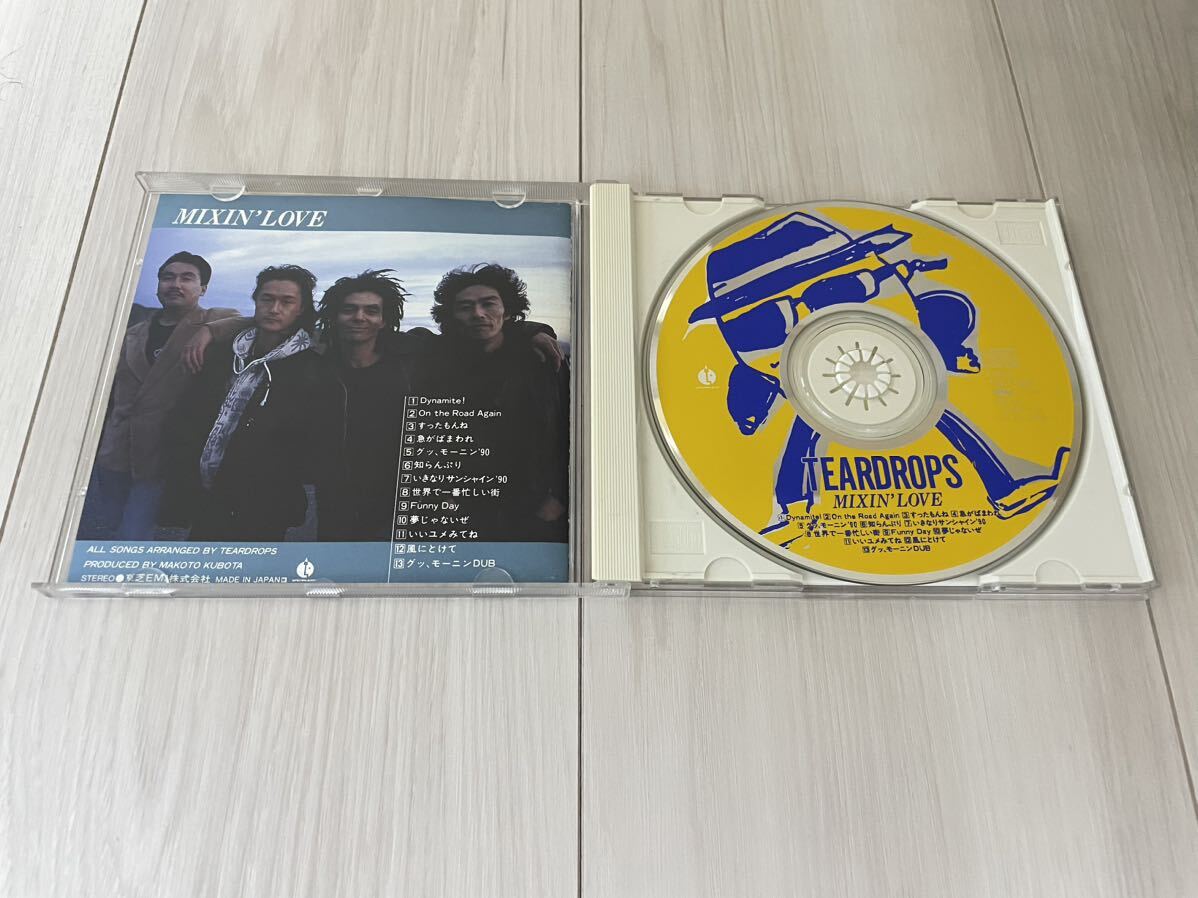 MIXIN' LOVE
1 Dynamite!
2 On the Road Again
3 すったもんね
4 急がばまわれ
5 グッ、モーニン'90
6 知らんぷり
7 いきなりサンシャイン'90
8 世界で一番忙しい街
9 Funny Day
10 夢じゃないぜ
11 いいユメみてね
12 風にとけて
13 グッ、モーニンDUB
ALL SONGS ARRANGED BY TEARDROPS
PRODUCED BY MAKOTO KUBOTA
STEREO●東芝EMI株式会社 MADE IN JAPAN
TEARDROPS
MIXIN' LOVE
1 Dynamite! 2 On the Road Again 3 すったもんね 4 急がばまわれ
5 グッ、モーニン'90 6 知らんぷり 7 いきなりサンシャイン'90
8 世界で一番忙しい街 9 Funny Day 10 夢じゃないぜ
11 いいユメみてね 12 風にとけて
13 グッ、モーニンDUB